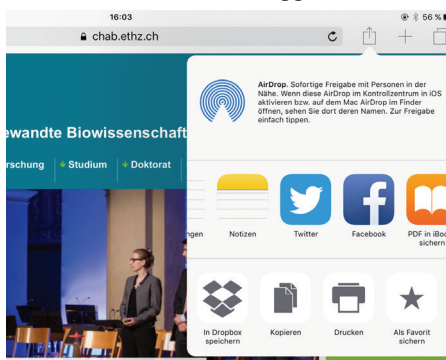 16:03
56 %
chab.ethz.ch
AirDrop. Sofortige Freigabe mit Personen in der
Nähe. Wenn diese AirDrop im Kontrollzentrum in iOS
aktivieren bzw. auf dem Mac AirDrop im Finder
öffnen, sehen Sie dort deren Namen. Zur Freigabe
einfach tippen.
ewandte Biowissenschaft
rschung
Studium
Doktorat
ngen
Notizen
Twitter
Facebook
PDF in iBoo
sichern
In Dropbox
speichern
Kopieren
Drucken
Als Favorit
sichern